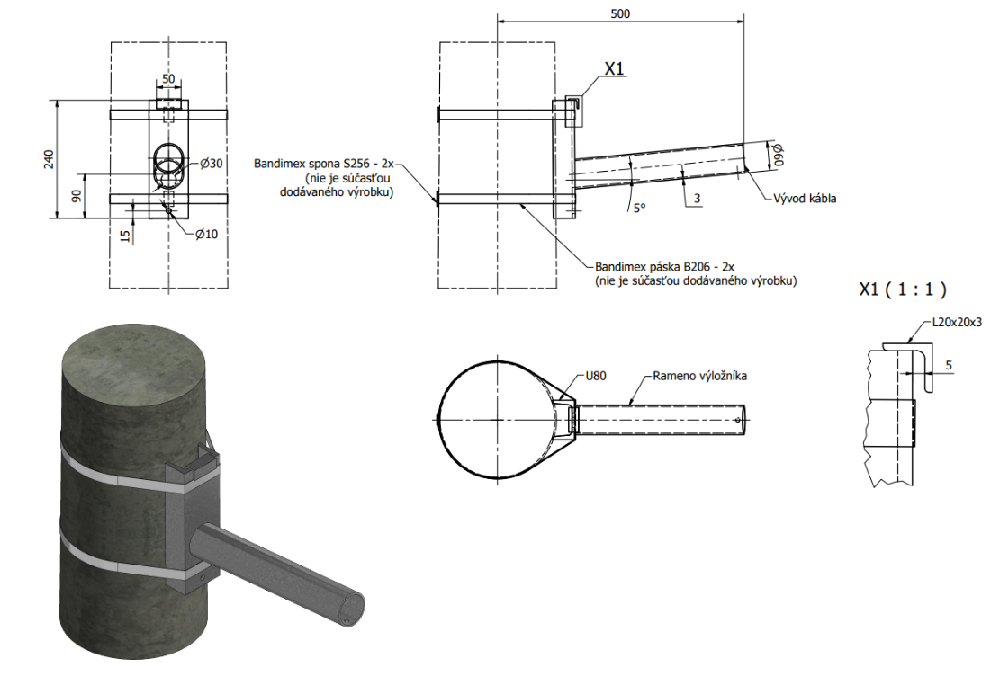 500
X1
50
240
90
15
Ø30
Ø10
Bandimex spona S256 - 2x
(nie je súčasťou
dodávaného výrobku)
5°
3
Ø60
Vývod kábla
Bandimex páska B206 - 2x
(nie je súčasťou dodávaného výrobku)
X1 ( 1 : 1 )
L20x20x3
5
U80
Rameno výložníka